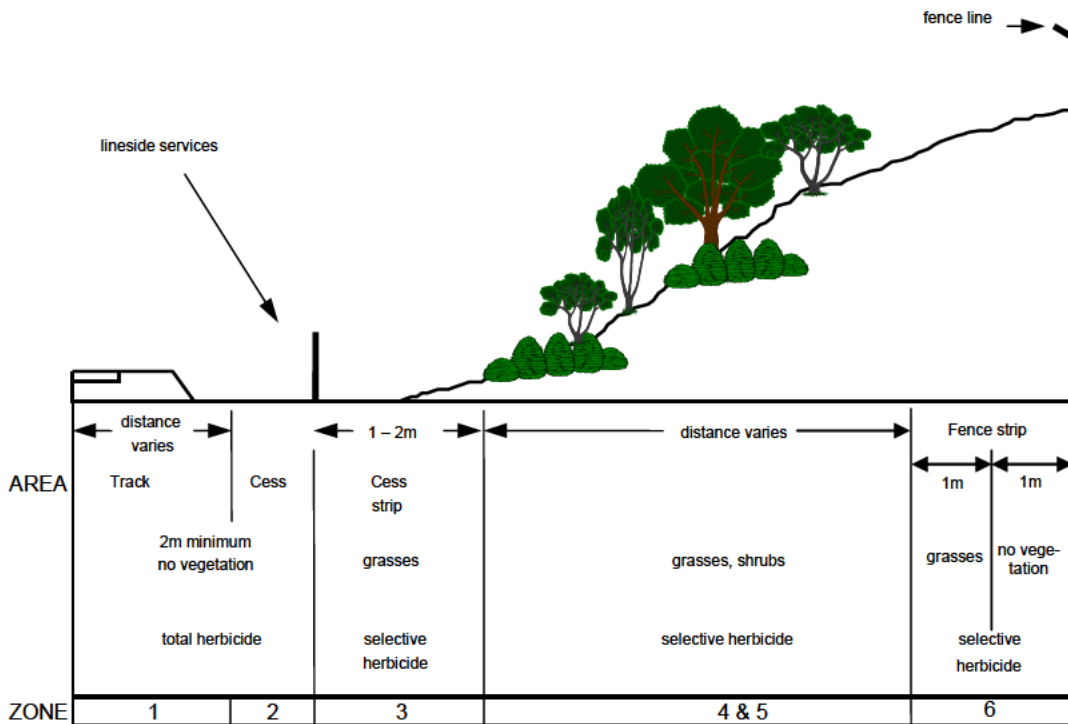 fence line
lineside services
distance
varies
1 – 2m
distance varies
Fence strip
1m
1m
AREA
Track
Cess
Cess
strip
2m minimum
no vegetation
grasses
grasses, shrubs
grasses
no vege-
tation
total herbicide
selective
herbicide
selective herbicide
selective
herbicide
ZONE
1
2
3
4 & 5
6